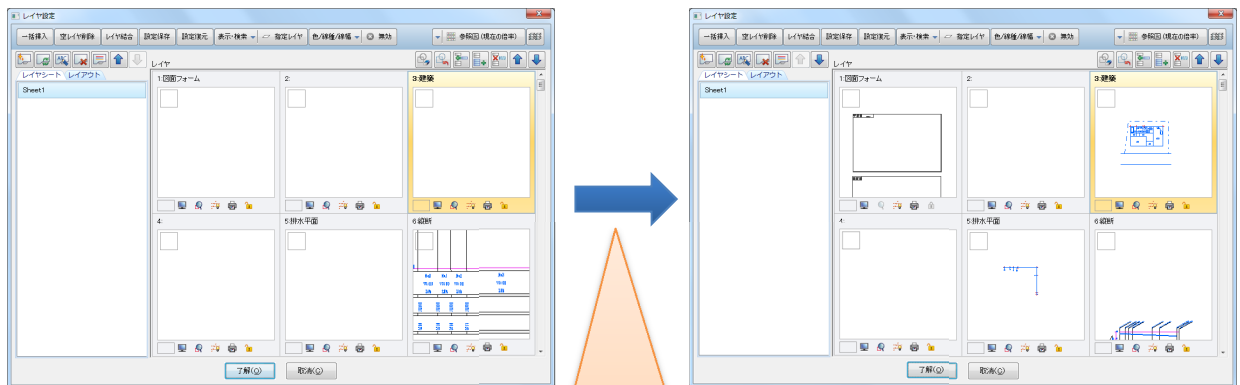 レイヤ設定
一括挿入 空レイヤ削除 レイヤ結合 設定保存 設定復元 表示・検索 指定レイヤ 色/線種/線幅 無効 参照図(現在の倍率)
レイヤ
レイヤシート レイアウト
Sheet1
1:図面フォーム 2: 3:建築
4: 5:排水平面 6:縦断
了解(O) 取消(C)
レイヤ設定
一括挿入 空レイヤ削除 レイヤ結合 設定保存 設定復元 表示・検索 指定レイヤ 色/線種/線幅 無効 参照図(現在の倍率)
レイヤ
レイヤシート レイアウト
Sheet1
1:図面フォーム 2: 3:建築
4: 5:排水平面 6:縦断
了解(O) 取消(C)